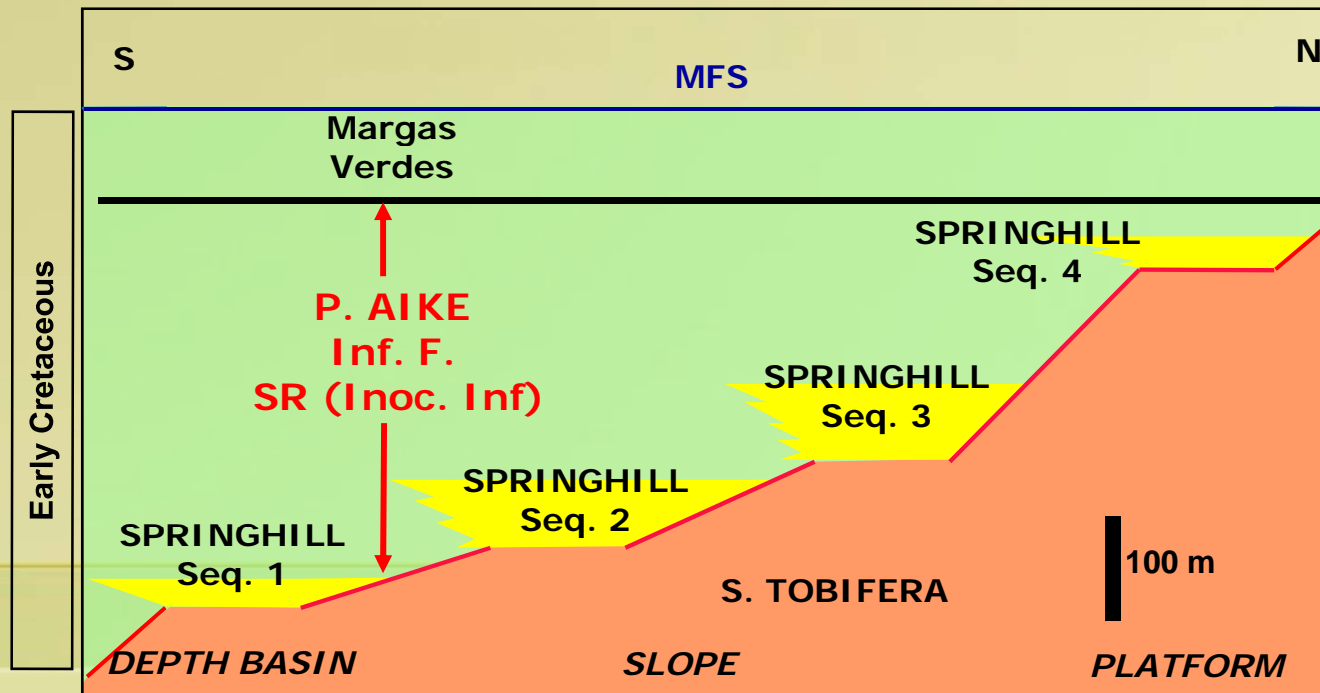 S
N
MFS
Margas
Verdes
SPRINGHILL
Seq. 4
P. AIKE
Inf. F.
SR (Inoc. Inf)
SPRINGHILL
Seq. 3
SPRINGHILL
Seq. 2
SPRINGHILL
Seq. 1
Early Cretaceous
100 m
S. TOBIFERA
DEPTH BASIN
SLOPE
PLATFORM